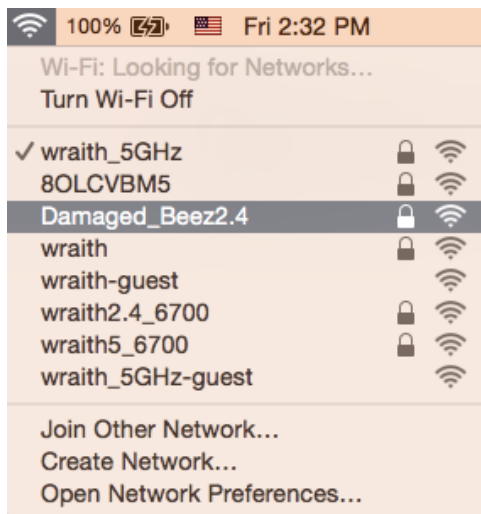 100% Fri 2:32 PM
Wi-Fi: Looking for Networks...
Turn Wi-Fi Off
wraith_5GHz
8OLCVBM5
Damaged_Beez2.4
wraith
wraith-guest
wraith2.4_6700
wraith5_6700
wraith_5GHz-guest
Join Other Network...
Create Network...
Open Network Preferences...